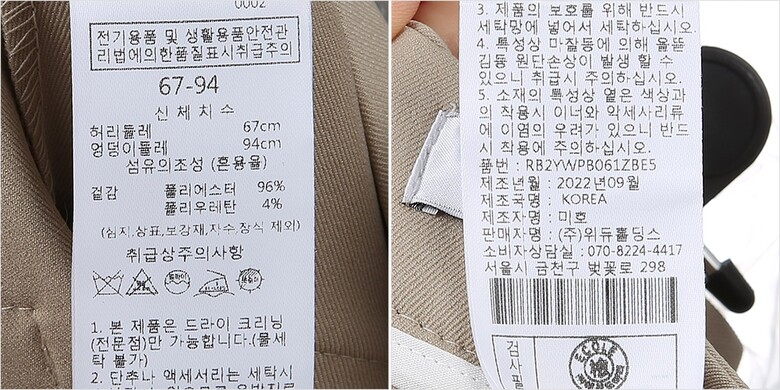 0002
전기용품 및 생활용품안전관
리법에의한품질표시취급주의
67-94
신체치수
허리둘레 67cm
엉덩이둘레 94cm
섬유의조성 (혼용율)
겉감 폴리에스터 96%
폴리우레탄 4%
(심지,상표,보강재,자수,장식 제외)
취급상주의사항
드라이
1. 본 제품은 드라이 크리닝
(전문점)만 가능합니다.(물세
탁 불가)
2. 단추나 액세서리는 세탁시
3. 제품의 보호를 위해 반드시
세탁망에 넣어서 세탁하십시오.
4. 특성상 마찰등에 의해 올뜯
김등 원단손상이 발생 할 수
있으니 취급시 주의하십시오.
5. 소재의 특성상 옅은 색상과
의 착용시 이너와 악세사리류
에 이염의 우려가 있으니 반드
시 착용에 주의하십시오.
품번 : RB2YWPB061ZBE5
제조년월 : 2022년09월
제조국명 : KOREA
제조자명 : 미호
판매자명 : (주)위듀홀딩스
소비자상담실 : 070-8224-4417
서울시 금천구 벚꽃로 298
검사필
ECOLE